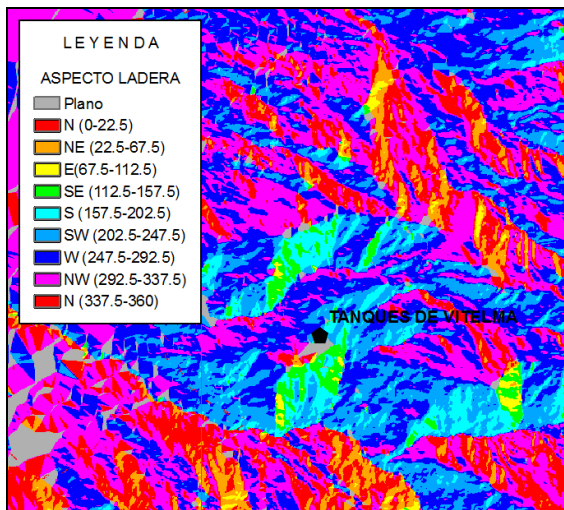 LEYENDA
ASPECTO LADERA
Plano
N (0-22.5)
NE (22.5-67.5)
E(67.5-112.5)
SE (112.5-157.5)
S (157.5-202.5)
SW (202.5-247.5)
W (247.5-292.5)
NW (292.5-337.5)
N (337.5-360)
TANQUES DE VITELMA